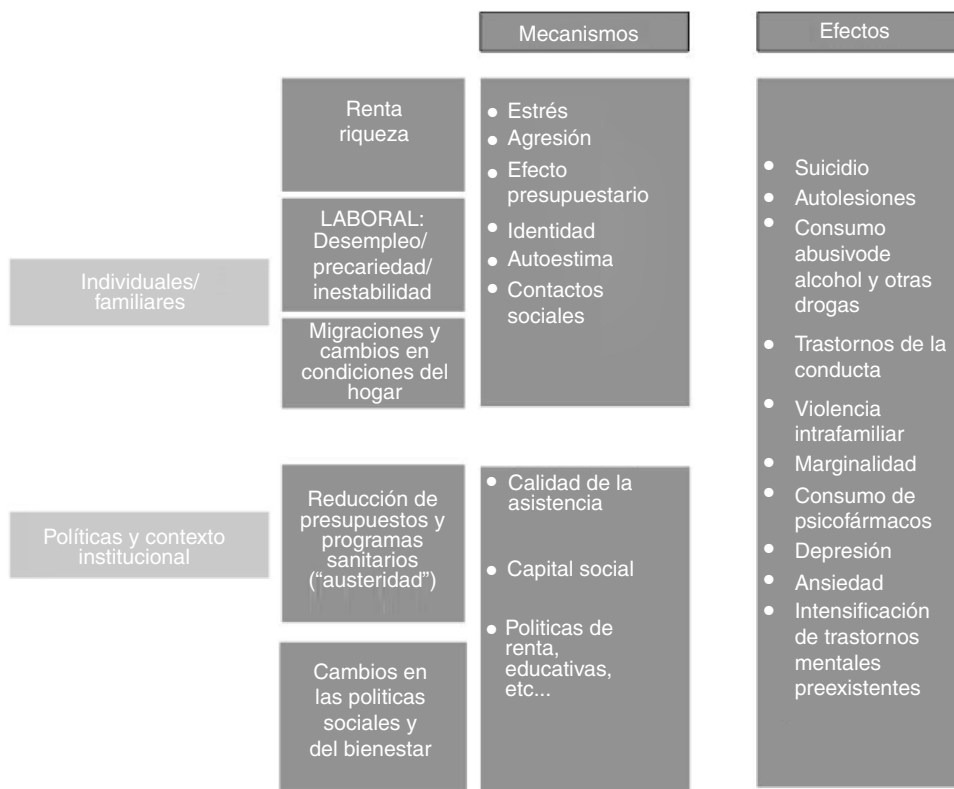 Mecanismos
Efectos
Individuales/
familiares
Renta
riqueza
LABORAL:
Desempleo/
precariedad/
inestabilidad
Migraciones y
cambios en
condiciones del
hogar
• Estrés
• Agresión
• Efecto
presupuestario
• Identidad
• Autoestima
• Contactos
sociales
Políticas y contexto
institucional
Reducción de
presupuestos y
programas
sanitarios
(“austeridad”)
Cambios en
las politicas
sociales y
del bienestar
• Calidad de la
asistencia
• Capital social
• Politicas de
renta,
educativas,
etc...
• Suicidio
• Autolesiones
• Consumo
abusivode
alcohol y otras
drogas
• Trastornos de la
conducta
• Violencia
intrafamiliar
• Marginalidad
• Consumo de
psicofármacos
• Depresión
• Ansiedad
• Intensificación
de trastornos
mentales
preexistentes